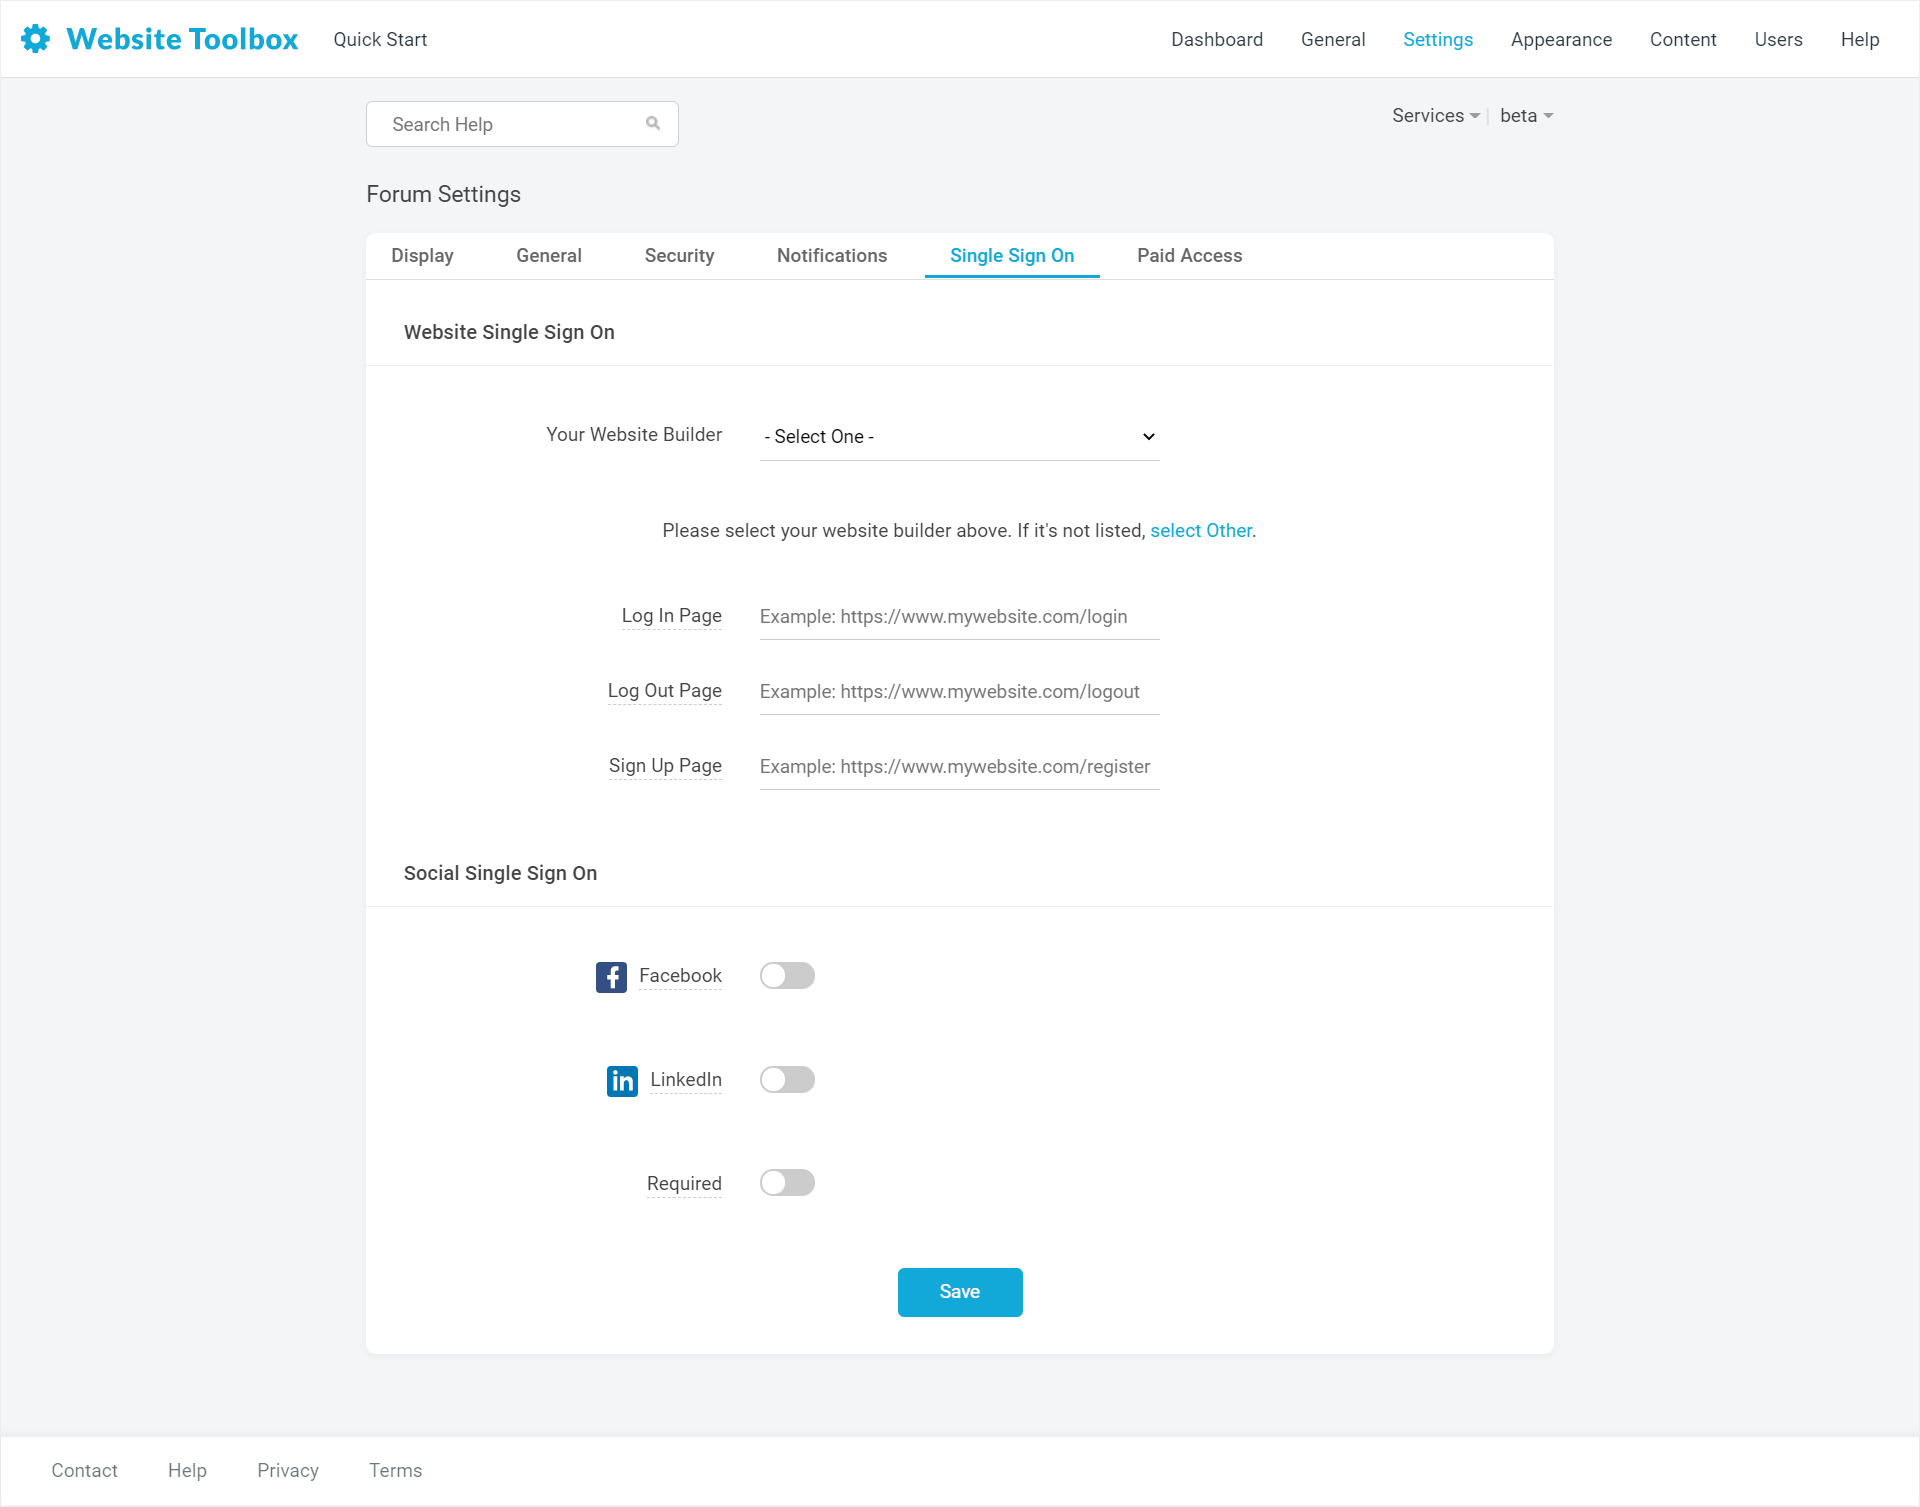 Website Toolbox
Quick Start
Dashboard
General
Settings
Appearance
Content
Users
Help
Search Help
Services
beta
Forum Settings
Display
General
Security
Notifications
Single Sign On
Paid Access
Website Single Sign On
Your Website Builder
- Select One -
Please select your website builder above. If it's not listed, select Other.
Log In Page
Example: https://www.mywebsite.com/login
Log Out Page
Example: https://www.mywebsite.com/logout
Sign Up Page
Example: https://www.mywebsite.com/register
Social Single Sign On
f Facebook
in LinkedIn
Required
Save
Contact
Help
Privacy
Terms